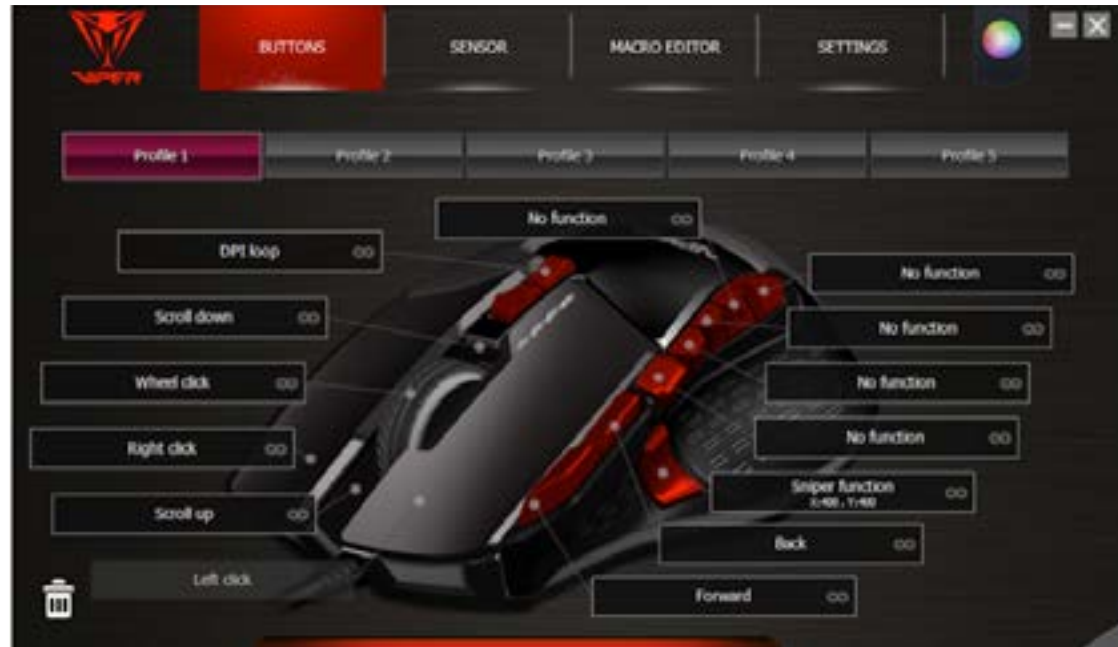 VIPER
BUTTONS
SENSOR
MACRO EDITOR
SETTINGS
Profile 1
Profile 2
Profile 3
Profile 4
Profile 5
No function
DPI loop
No function
Scroll down
No function
Wheel click
No function
Right click
No function
Sniper function
X:400 , Y:400
Scroll up
Back
Left click
Forward